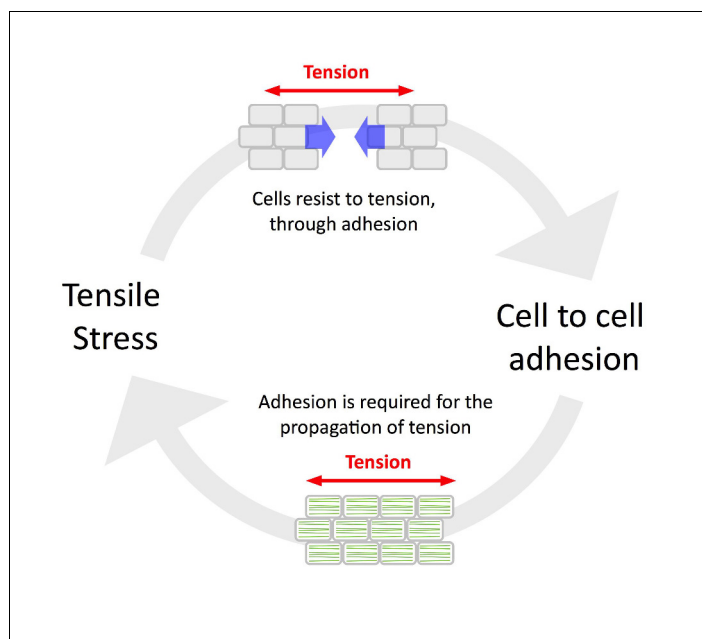 Tension
Cells resist to tension,
through adhesion
Tensile
Stress
Cell to cell
adhesion
Adhesion is required for the
propagation of tension
Tension